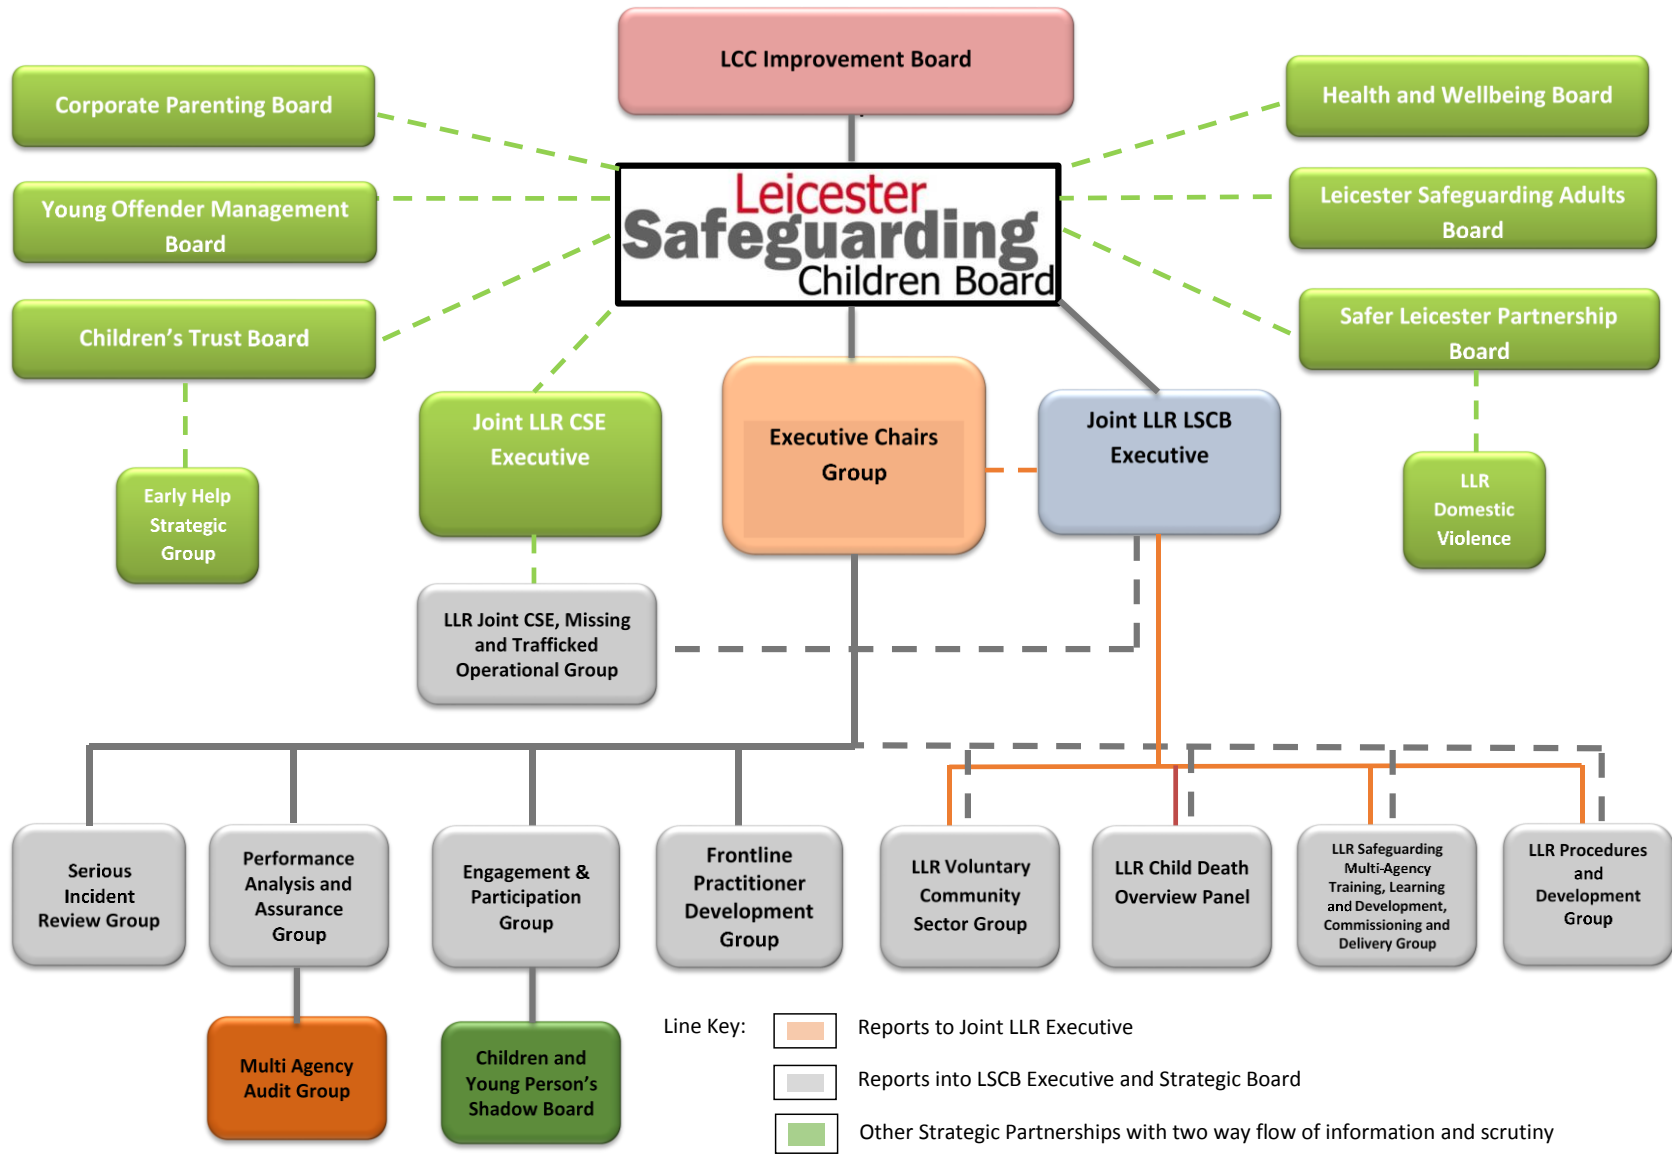 LCC Improvement Board
Corporate Parenting Board
Health and Wellbeing Board
Young Offender Management
Board
Leicester
Safeguarding
Children Board
Leicester Safeguarding Adults
Board
Children's Trust Board
Safer Leicester Partnership
Board
Joint LLR CSE
Executive
Executive Chairs
Group
Joint LLR LSCB
Executive
Early Help
Strategic
Group
LLR
Domestic
Violence
LLR Joint CSE, Missing
and Trafficked
Operational Group
Serious
Incident
Review Group
Performance
Analysis and
Assurance
Group
Engagement &
Participation
Group
Frontline
Practitioner
Development
Group
LLR Voluntary
Community
Sector Group
LLR Child Death
Overview Panel
LLR Safeguarding
Multi-Agency
Training, Learning
and Development,
Commissioning and
Delivery Group
LLR Procedures
and
Development
Group
Multi Agency
Audit Group
Children and
Young Person's
Shadow Board
Line Key:
Reports to Joint LLR Executive
Reports into LSCB Executive and Strategic Board
Other Strategic Partnerships with two way flow of information and scrutiny